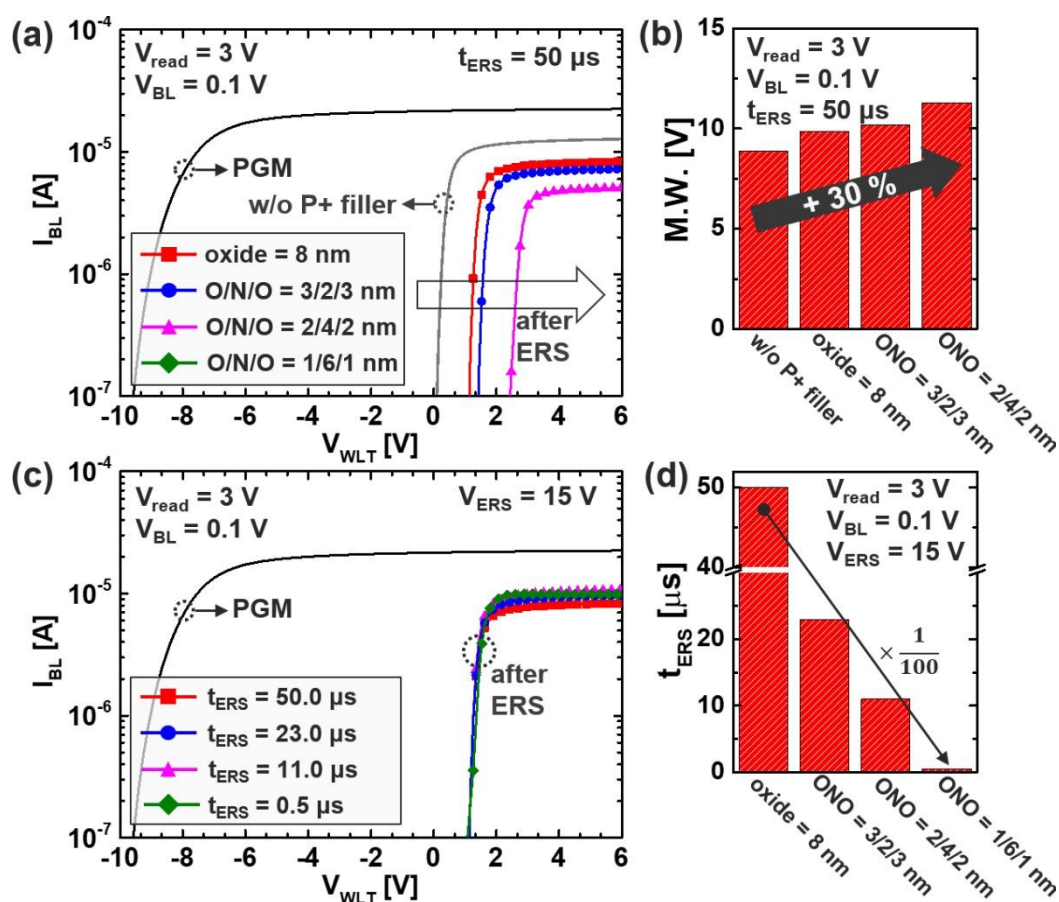 (a)
V_read = 3 V
V_BL = 0.1 V
t_ERS = 50 µs
PGM
w/o P+ filler
oxide = 8 nm
O/N/O = 3/2/3 nm
O/N/O = 2/4/2 nm
O/N/O = 1/6/1 nm
after
ERS
10^-4
10^-5
10^-6
10^-7
I_BL [A]
-10 -8 -6 -4 -2 0 2 4 6
V_WLT [V]
(b)
V_read = 3 V
V_BL = 0.1 V
t_ERS = 50 µs
+ 30 %
15
10
5
0
M.W. [V]
w/o P+ filler
oxide = 8 nm
ONO = 3/2/3 nm
ONO = 2/4/2 nm
(c)
V_read = 3 V
V_BL = 0.1 V
V_ERS = 15 V
PGM
after
ERS
t_ERS = 50.0 µs
t_ERS = 23.0 µs
t_ERS = 11.0 µs
t_ERS = 0.5 µs
10^-4
10^-5
10^-6
10^-7
I_BL [A]
-10 -8 -6 -4 -2 0 2 4 6
V_WLT [V]
(d)
V_read = 3 V
V_BL = 0.1 V
V_ERS = 15 V
× 1/100
50
40
20
10
0
t_ERS [µs]
oxide = 8 nm
ONO = 3/2/3 nm
ONO = 2/4/2 nm
ONO = 1/6/1 nm